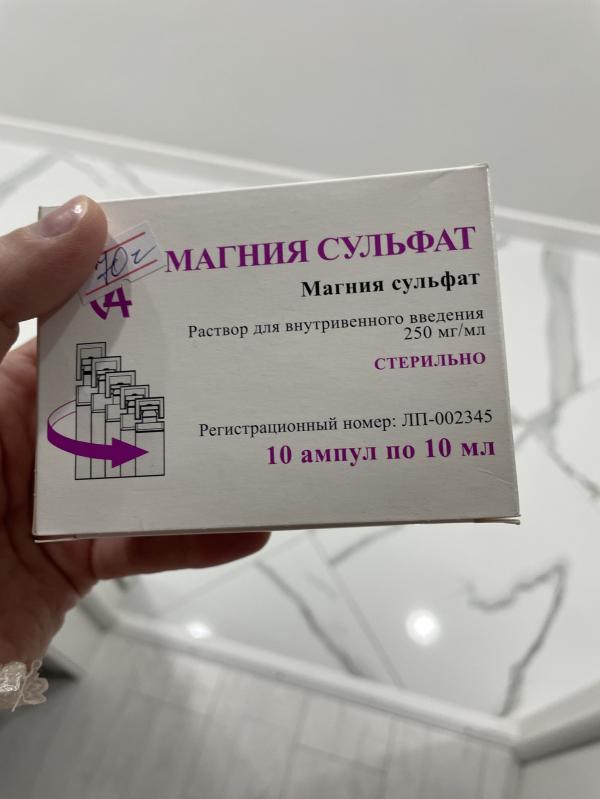 МАГНИЯ СУЛЬФАТ
Магния сульфат
Раствор для внутривенного введения
250 мг/мл
СТЕРИЛЬНО
Регистрационный номер: ЛП-002345
10 ампул по 10 мл